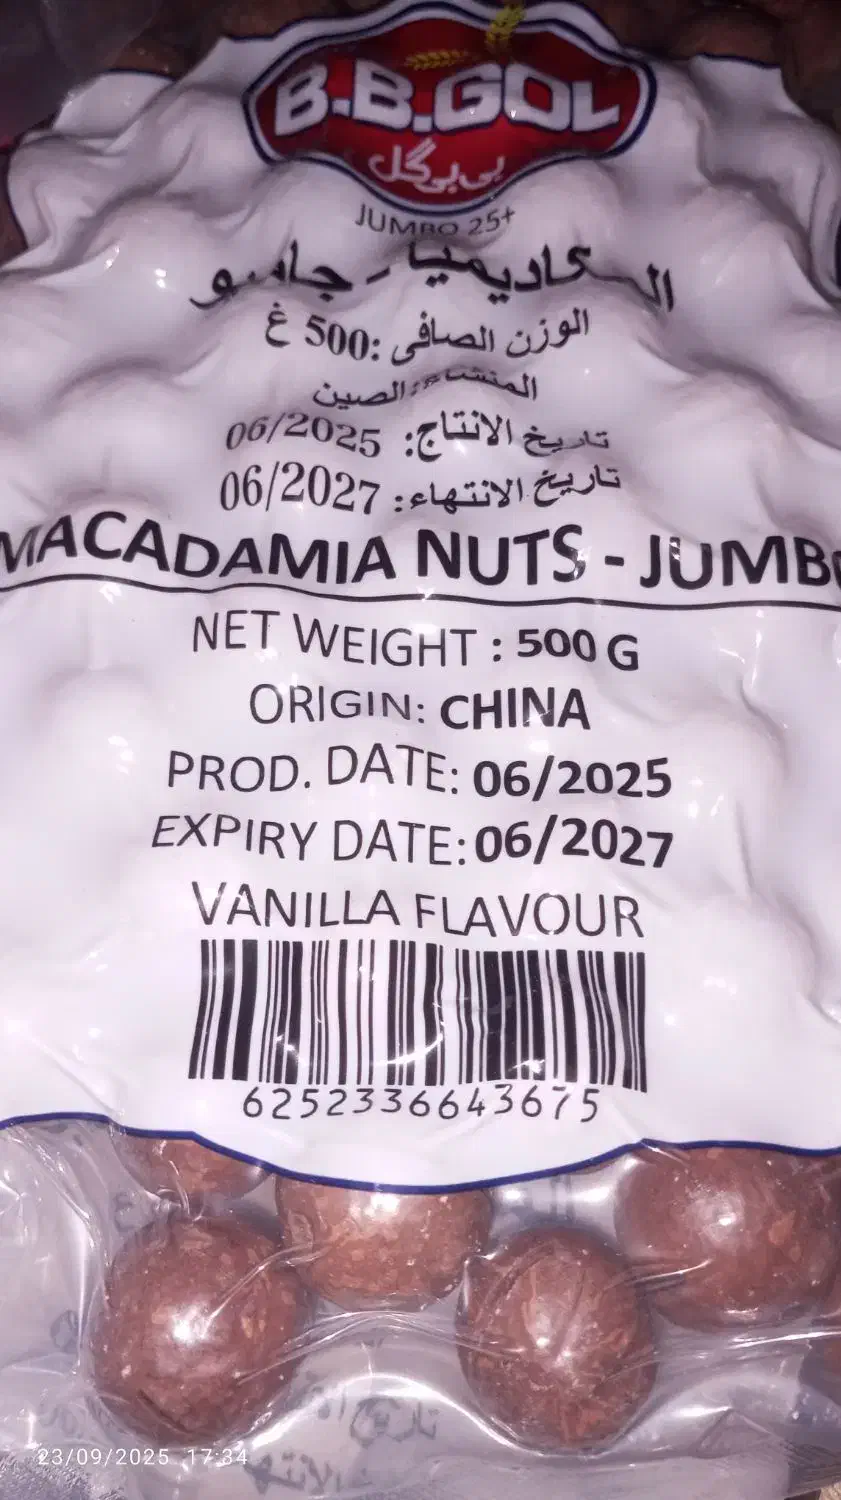 B.B.GOL
بی بی گل
JUMBO 25+
المكاديميا - جامبو
الوزن الصافى :500 غ
المنشاء:الصين
تاريخ الانتاج: 06/2025
تاريخ الانتهاء: 06/2027
MACADAMIA NUTS - JUMBO
NET WEIGHT : 500 G
ORIGIN: CHINA
PROD. DATE: 06/2025
EXPIRY DATE: 06/2027
VANILLA FLAVOUR
6252336643675
23/09/2025 17:34